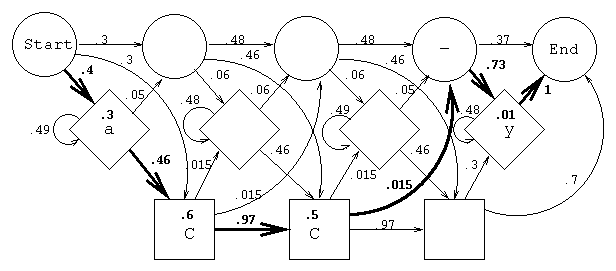 Start .3 .48 .48 - .37 End
.3 .46 .46
.4 .06 .06 .73 1
.05 .06 .05
.3 .48 .49 .48 .01
.49 a y
.46 .46 .46 .3 .7
.015 .015 .015 .015
.6 .5
C .97 C .97